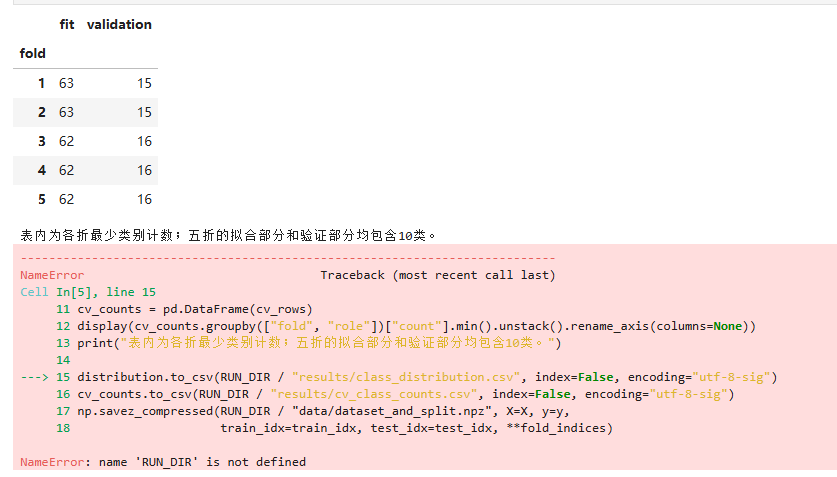 fit validation
fold
1 63 15
2 63 15
3 62 16
4 62 16
5 62 16
表内为各折最少类别计数；五折的拟合部分和验证部分均包含10类。
---------------------------------------------------------------------------
NameError                                 Traceback (most recent call last)
Cell In[5], line 15
     11 cv_counts = pd.DataFrame(cv_rows)
     12 display(cv_counts.groupby(["fold", "role"])["count"].min().unstack().rename_axis(columns=None))
     13 print("表内为各折最少类别计数；五折的拟合部分和验证部分均包含10类。")
     14
---> 15 distribution.to_csv(RUN_DIR / "results/class_distribution.csv", index=False, encoding="utf-8-sig")
     16 cv_counts.to_csv(RUN_DIR / "results/cv_class_counts.csv", index=False, encoding="utf-8-sig")
     17 np.savez_compressed(RUN_DIR / "data/dataset_and_split.npz", X=X, y=y,
     18                     train_idx=train_idx, test_idx=test_idx, **fold_indices)
NameError: name 'RUN_DIR' is not defined